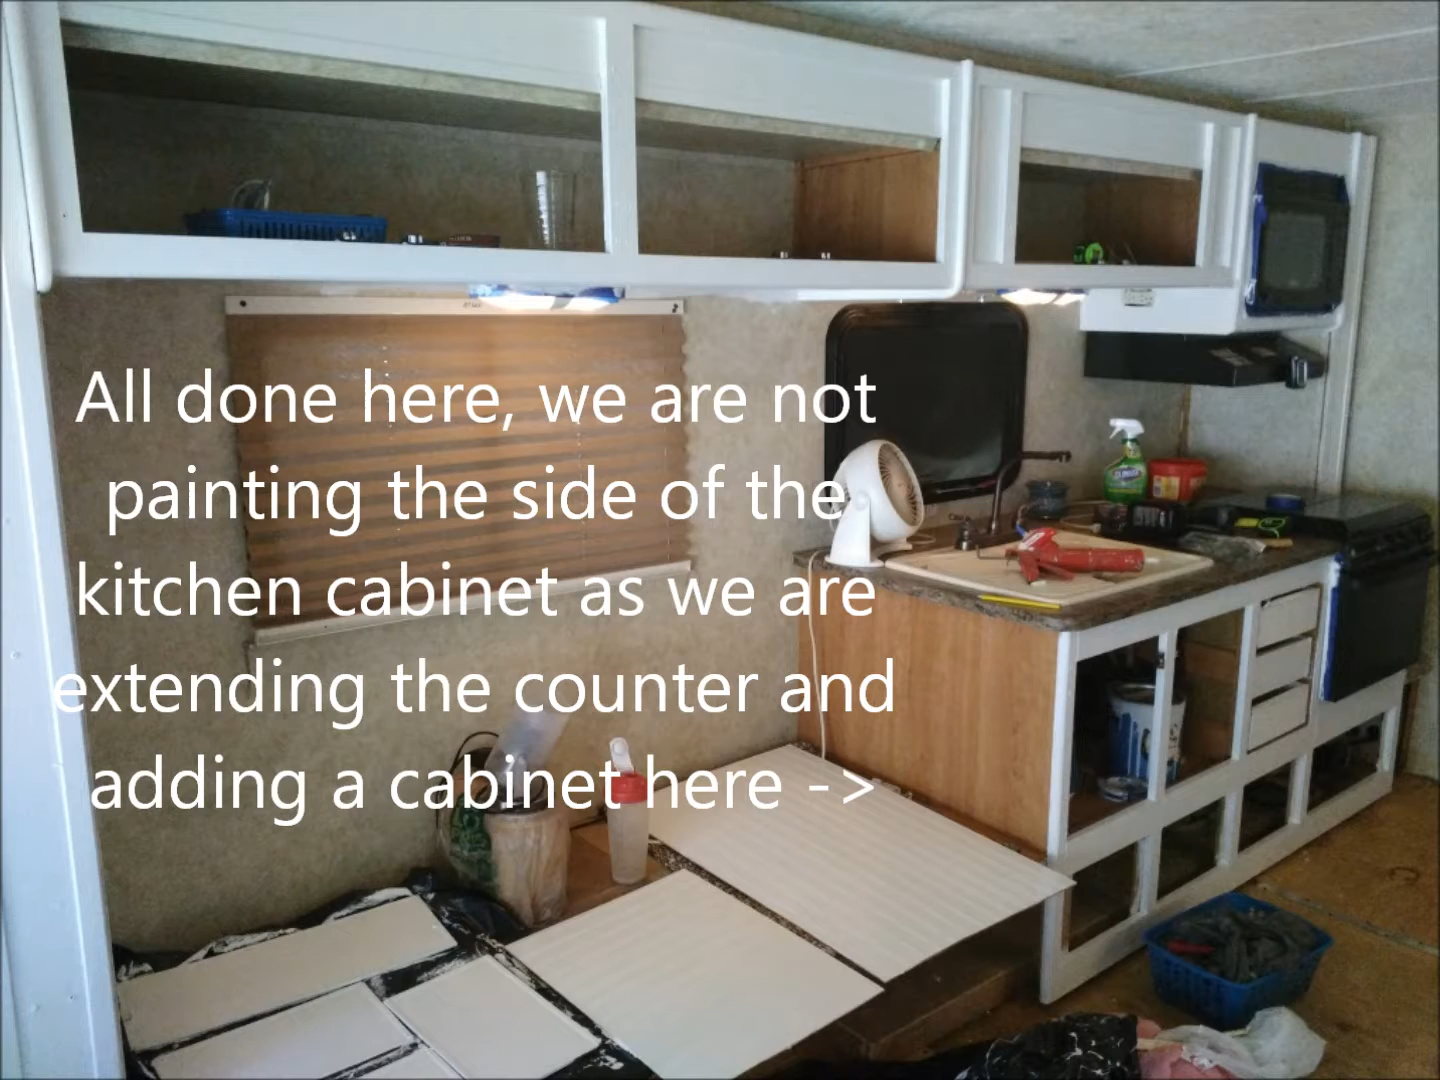 All done here, we are not
painting the side of the
kitchen cabinet as we are
extending the counter and
adding a cabinet here ->